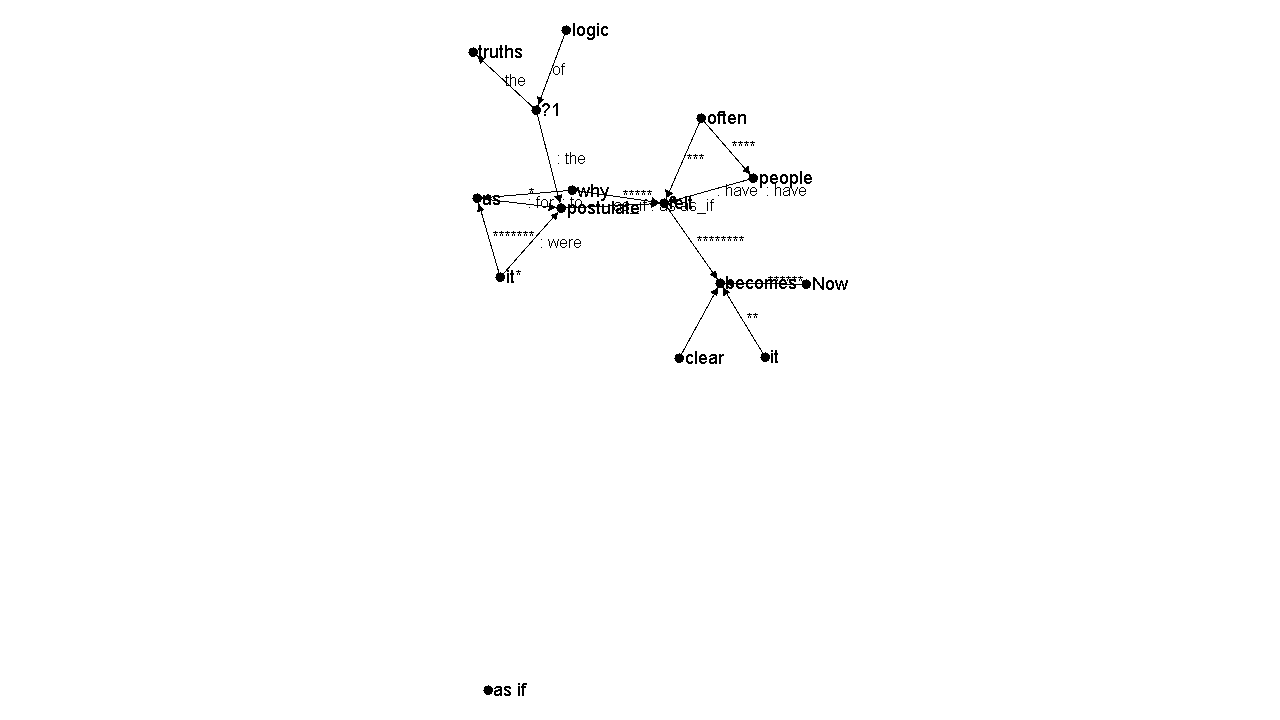 logic
truths
of
the
?1
often
****
: the
***
people
* why ***** : have : have
us : for to postulate as_if : as as_if felt
******* : were
********
it*
becomes ****** Now
**
clear it
as if